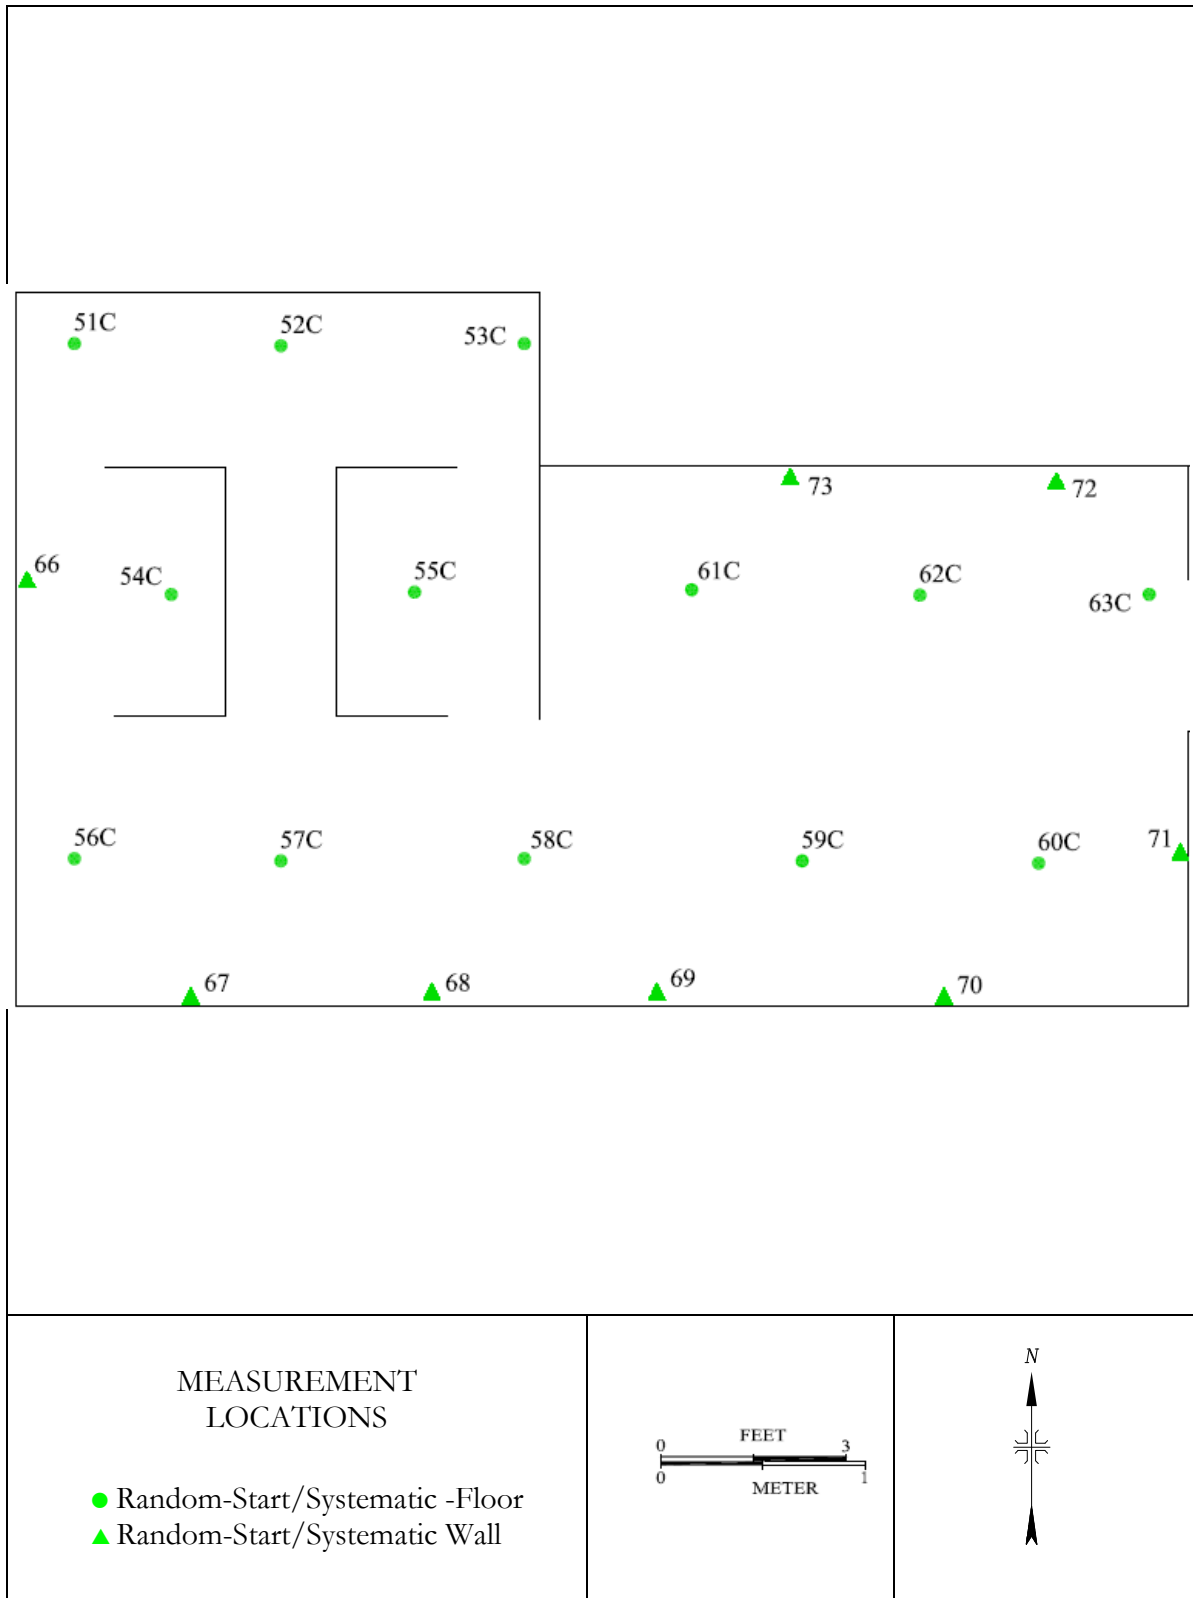 51C
52C
53C
73
72
66
54C
55C
61C
62C
63C
56C
57C
58C
59C
60C
71
67
68
69
70
MEASUREMENT
LOCATIONS
Random-Start/Systematic -Floor
Random-Start/Systematic Wall
FEET
0 3
0 1
METER
N